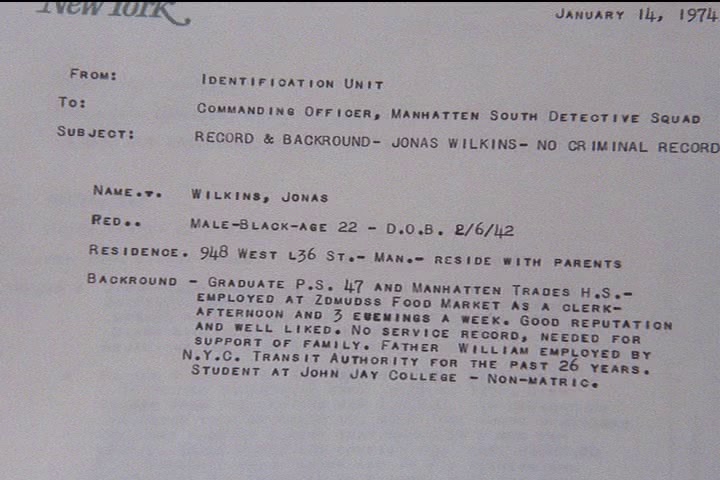 New York
JANUARY 14, 1974
FROM: IDENTIFICATION UNIT
TO: COMMANDING OFFICER, MANHATTEN SOUTH DETECTIVE SQUAD
SUBJECT: RECORD & BACKROUND- JONAS WILKINS- NO CRIMINAL RECORD
NAME... WILKINS, JONAS
RED.. MALE-BLACK-AGE 22 - D.O.B. 2/6/42
RESIDENCE. 948 WEST L36 ST.- MAN.- RESIDE WITH PARENTS
BACKROUND - GRADUATE P.S. 47 AND MANHATTEN TRADES H.S.-
EMPLOYED AT ZDMUDSS FOOD MARKET AS A CLERK-
AFTERNOON AND 3 EUEMINGS A WEEK. GOOD REPUTATION
AND WELL LIKED. NO SERVICE RECORD, NEEDED FOR
SUPPORT OF FAMILY. FATHER WILLIAM EMPLOYED BY
N.Y.C. TRANSIT AUTHORITY FOR THE PAST 26 YEARS.
STUDENT AT JOHN JAY COLLEGE - NON-MATRIC.